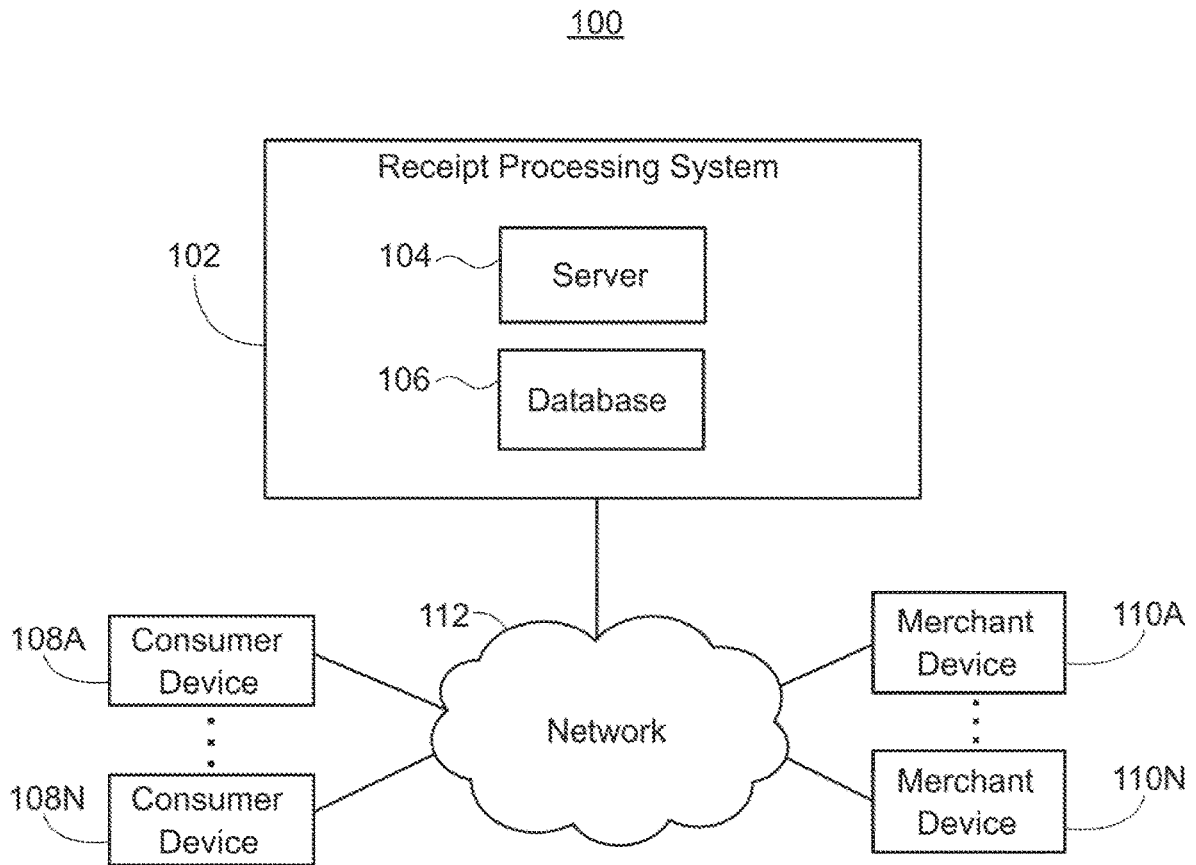 100
Receipt Processing System
102
104
Server
106
Database
112
108A
Consumer
Device
Network
Merchant
Device
110A
108N
Consumer
Device
Merchant
Device
110N